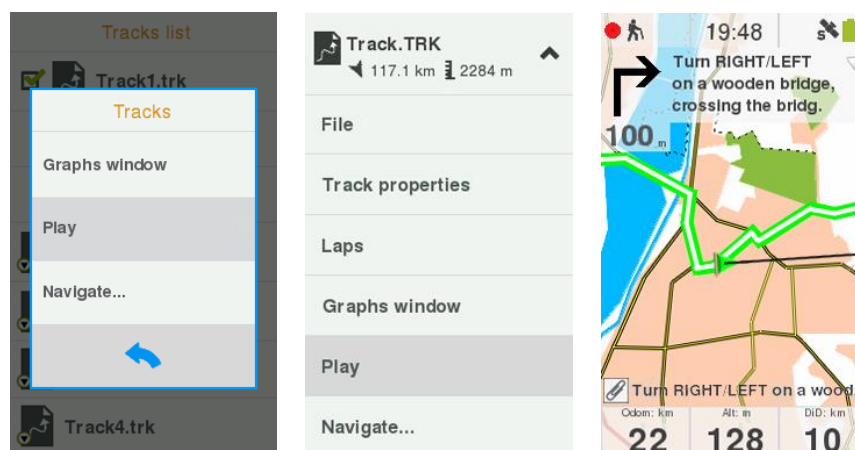 Tracks list
Track1.trk
Tracks
Graphs window
Play
Navigate...
Track4.trk
Track.TRK
117.1 km 2284 m
File
Track properties
Laps
Graphs window
Play
Navigate...
19:48
S
Turn RIGHT/LEFT
on a wooden bridge,
crossing the bridg.
100 m
Turn RIGHT/LEFT on a wood.
Odom: km Alt: m DiD: km
22 128 10